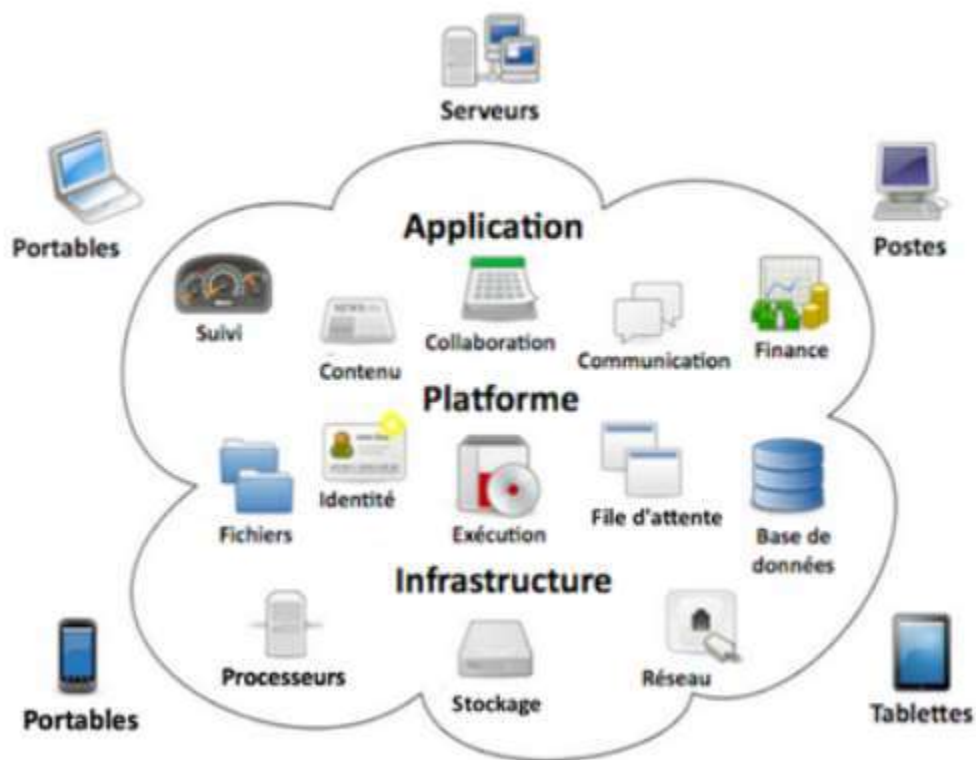 Serveurs
Portables
Postes
Application
Suivi
Contenu
Collaboration
Communication
Finance
Platforme
Fichiers
Identité
Exécution
File d'attente
Base de
données
Infrastructure
Processeurs
Stockage
Réseau
Portables
Tablettes